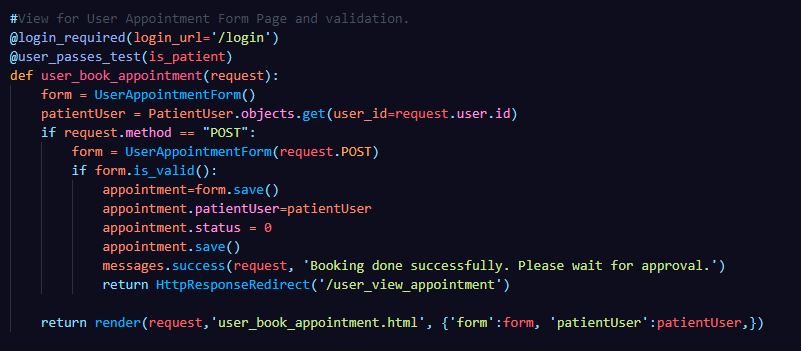 #View for User Appointment Form Page and validation.
@login_required(login_url='/login')
@user_passes_test(is_patient)
def user_book_appointment(request):
    form = UserAppointmentForm()
    patientUser = PatientUser.objects.get(user_id=request.user.id)
    if request.method == "POST":
        form = UserAppointmentForm(request.POST)
        if form.is_valid():
            appointment=form.save()
            appointment.patientUser=patientUser
            appointment.status = 0
            appointment.save()
            messages.success(request, 'Booking done successfully. Please wait for approval.')
            return HttpResponseRedirect('/user_view_appointment')

    return render(request,'user_book_appointment.html', {'form':form, 'patientUser':patientUser,})